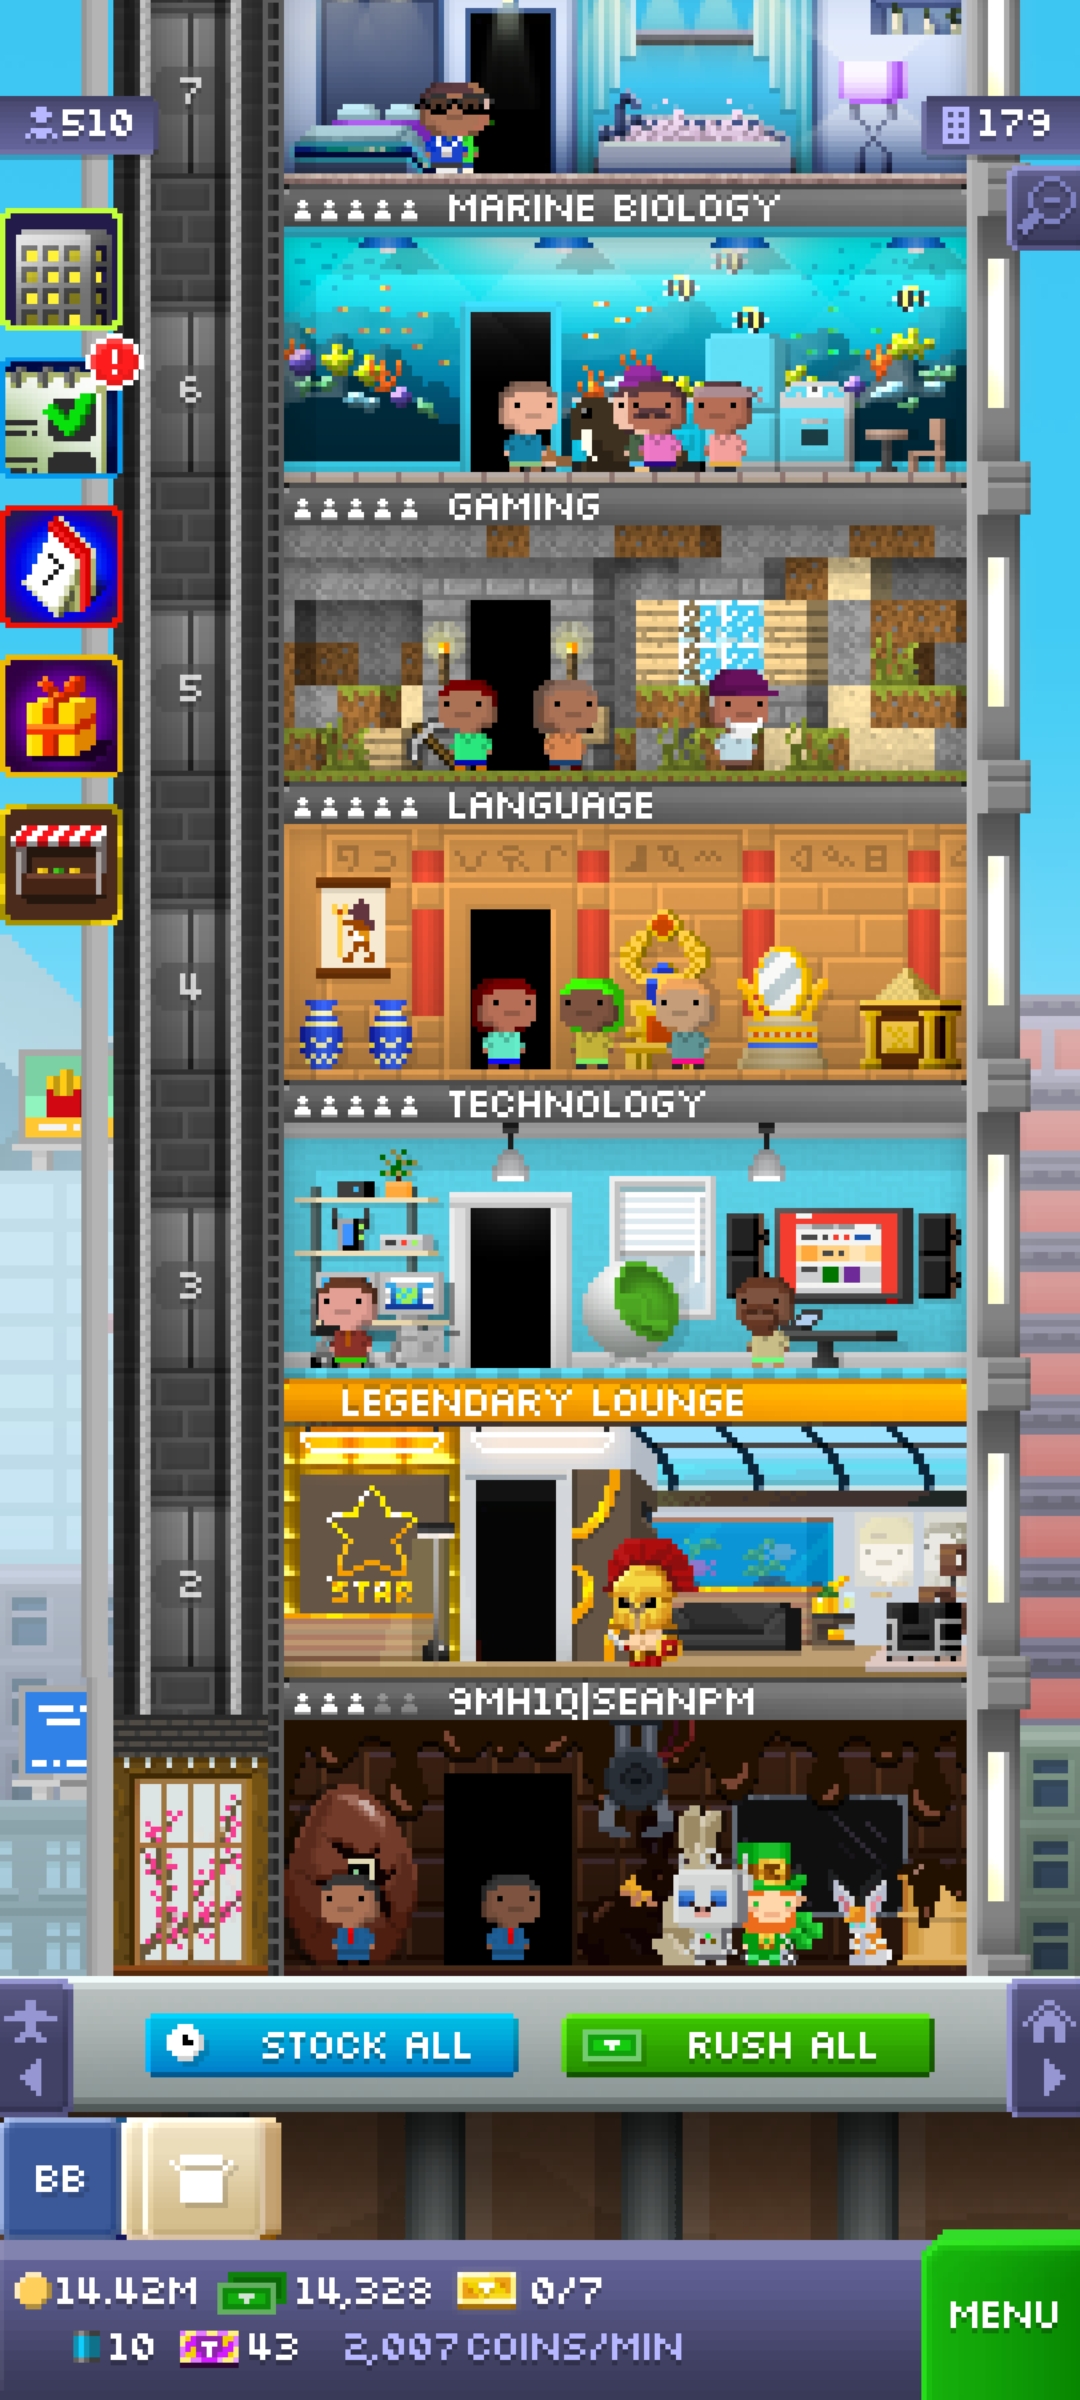 7
510
179
MARINE BIOLOGY
6
GAMING
7
5
LANGUAGE
4
TECHNOLOGY
3
LEGENDARY LOUNGE
STAR
2
9MH1Q|SEANPM
STOCK ALL
RUSH ALL
BB
14.42M 14,328 0/7
10 43 2,007 COINS/MIN
MENU